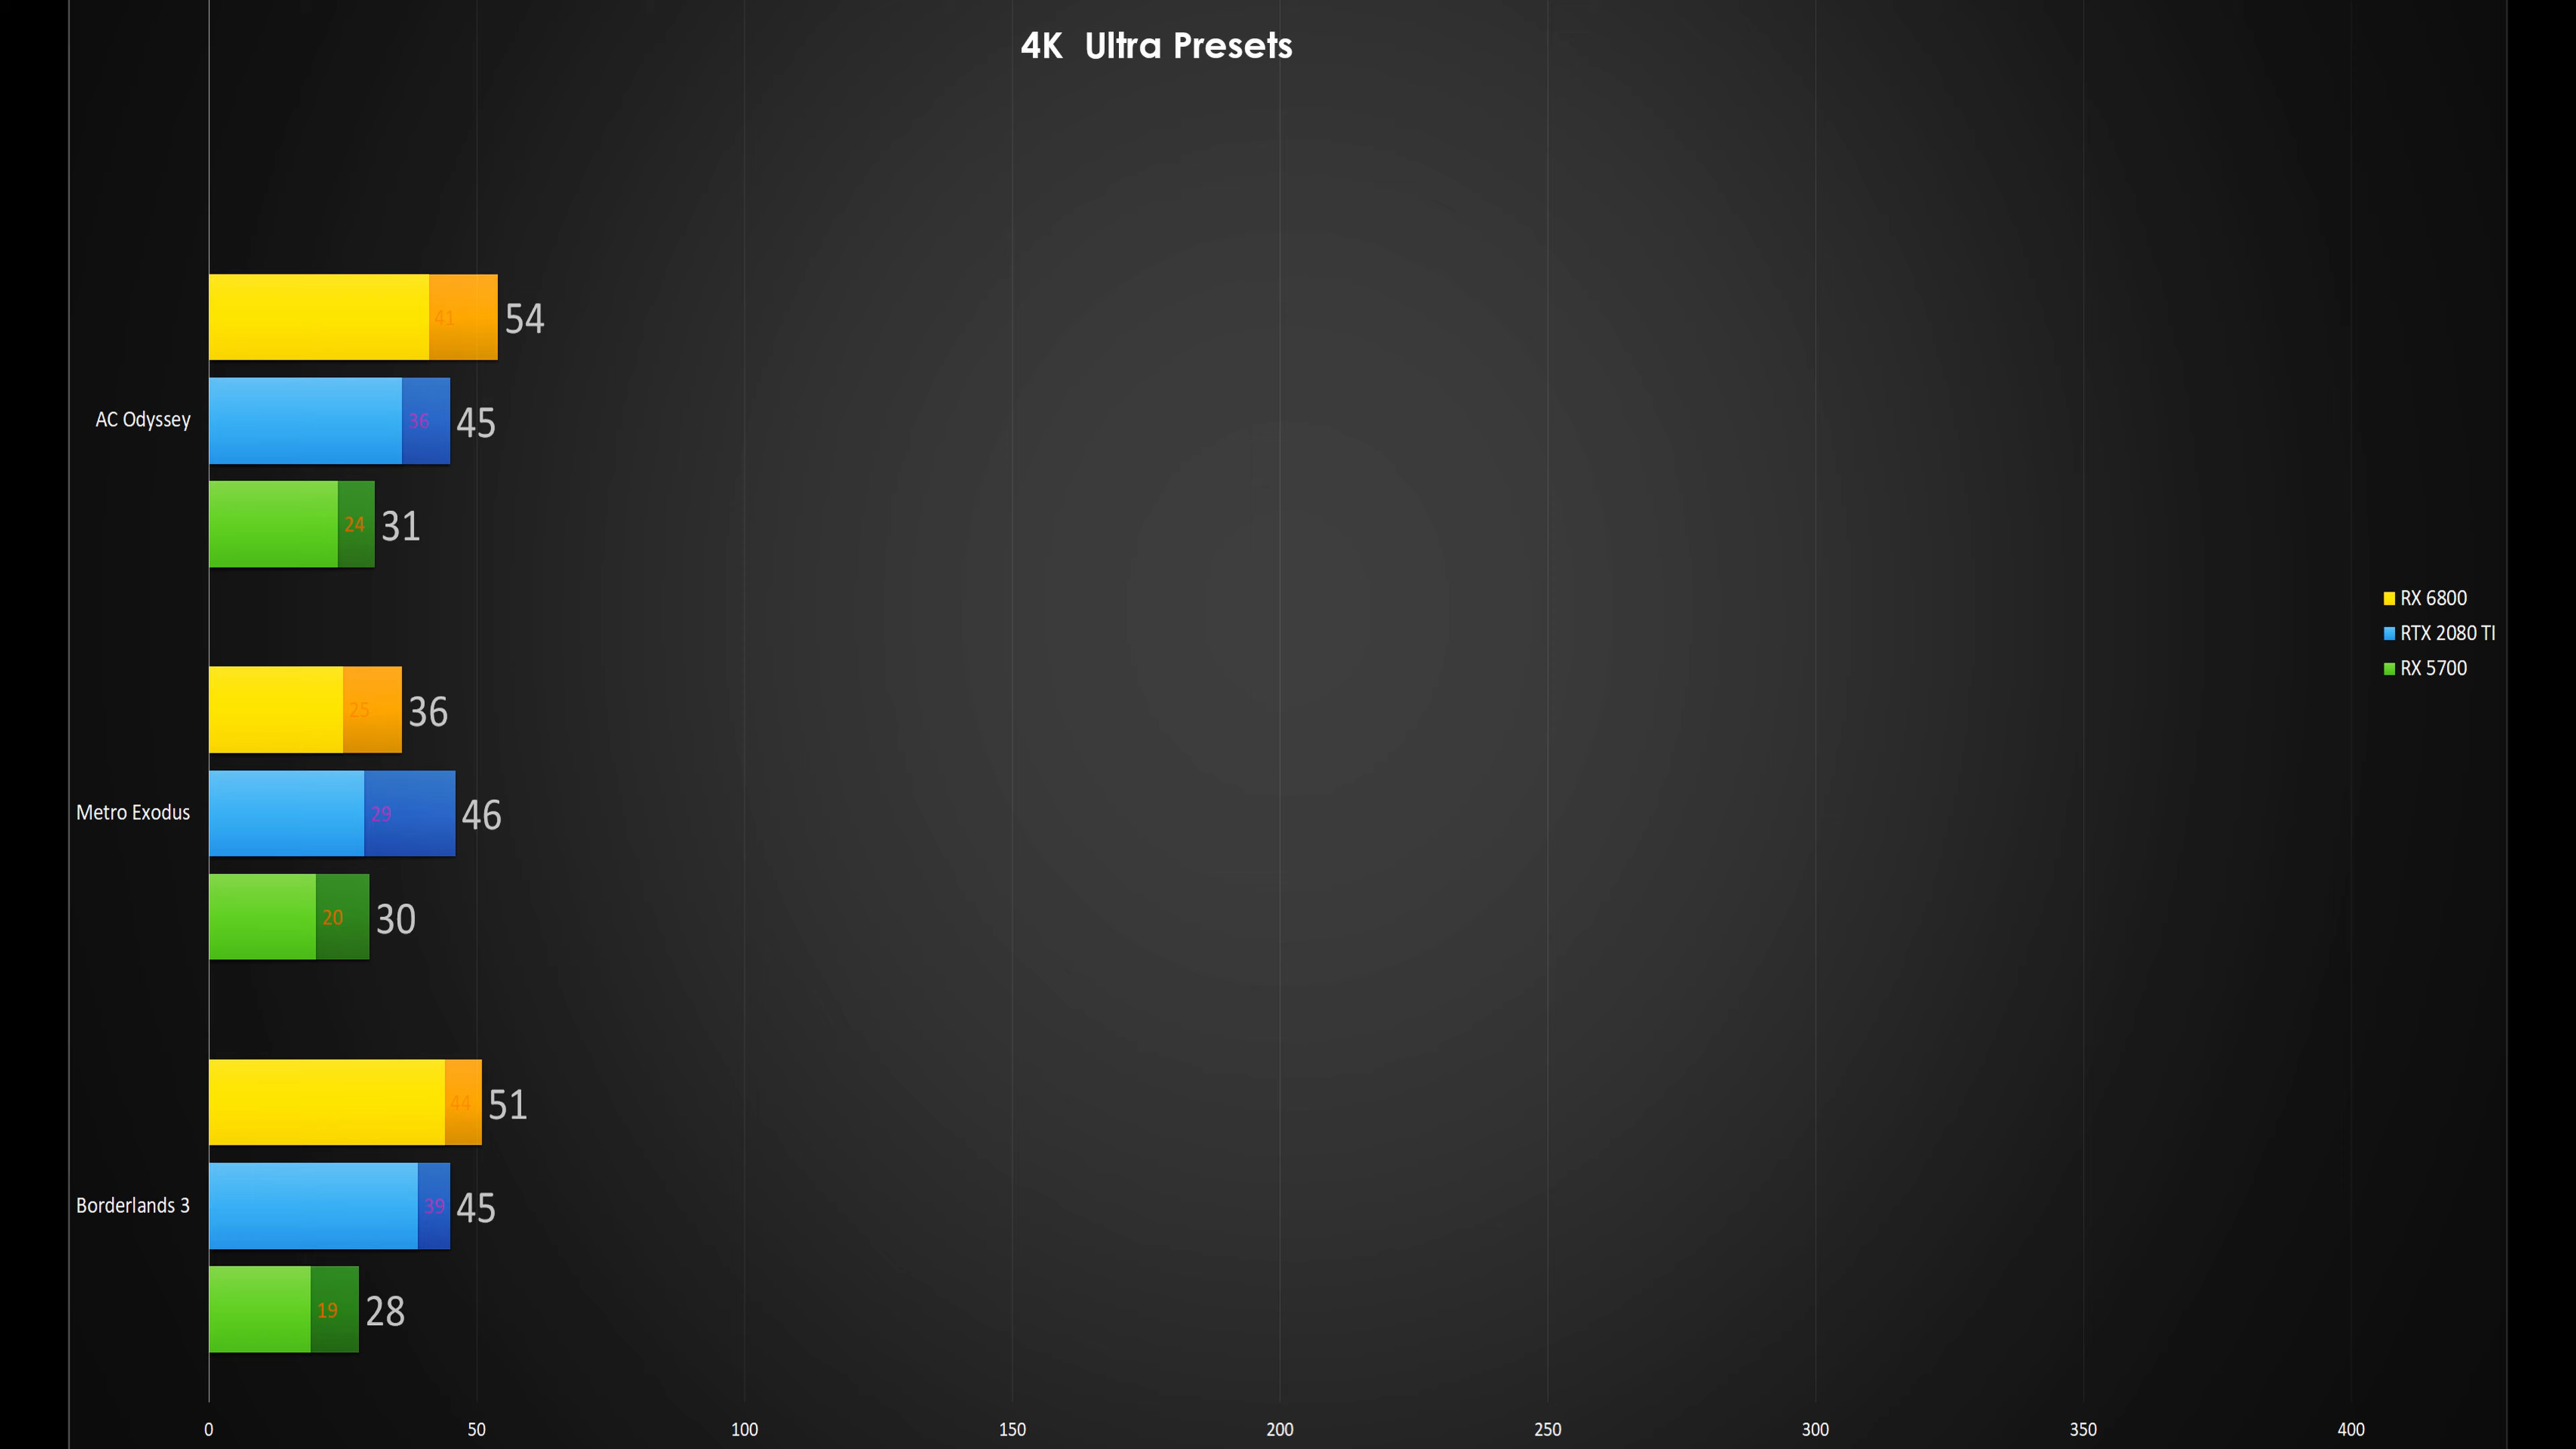 4K Ultra Presets
41 54
AC Odyssey 36 45
24 31
25 36
Metro Exodus 29 46
20 30
44 51
Borderlands 3 39 45
19 28
RX 6800
RTX 2080 TI
RX 5700
0 50 100 150 200 250 300 350 400